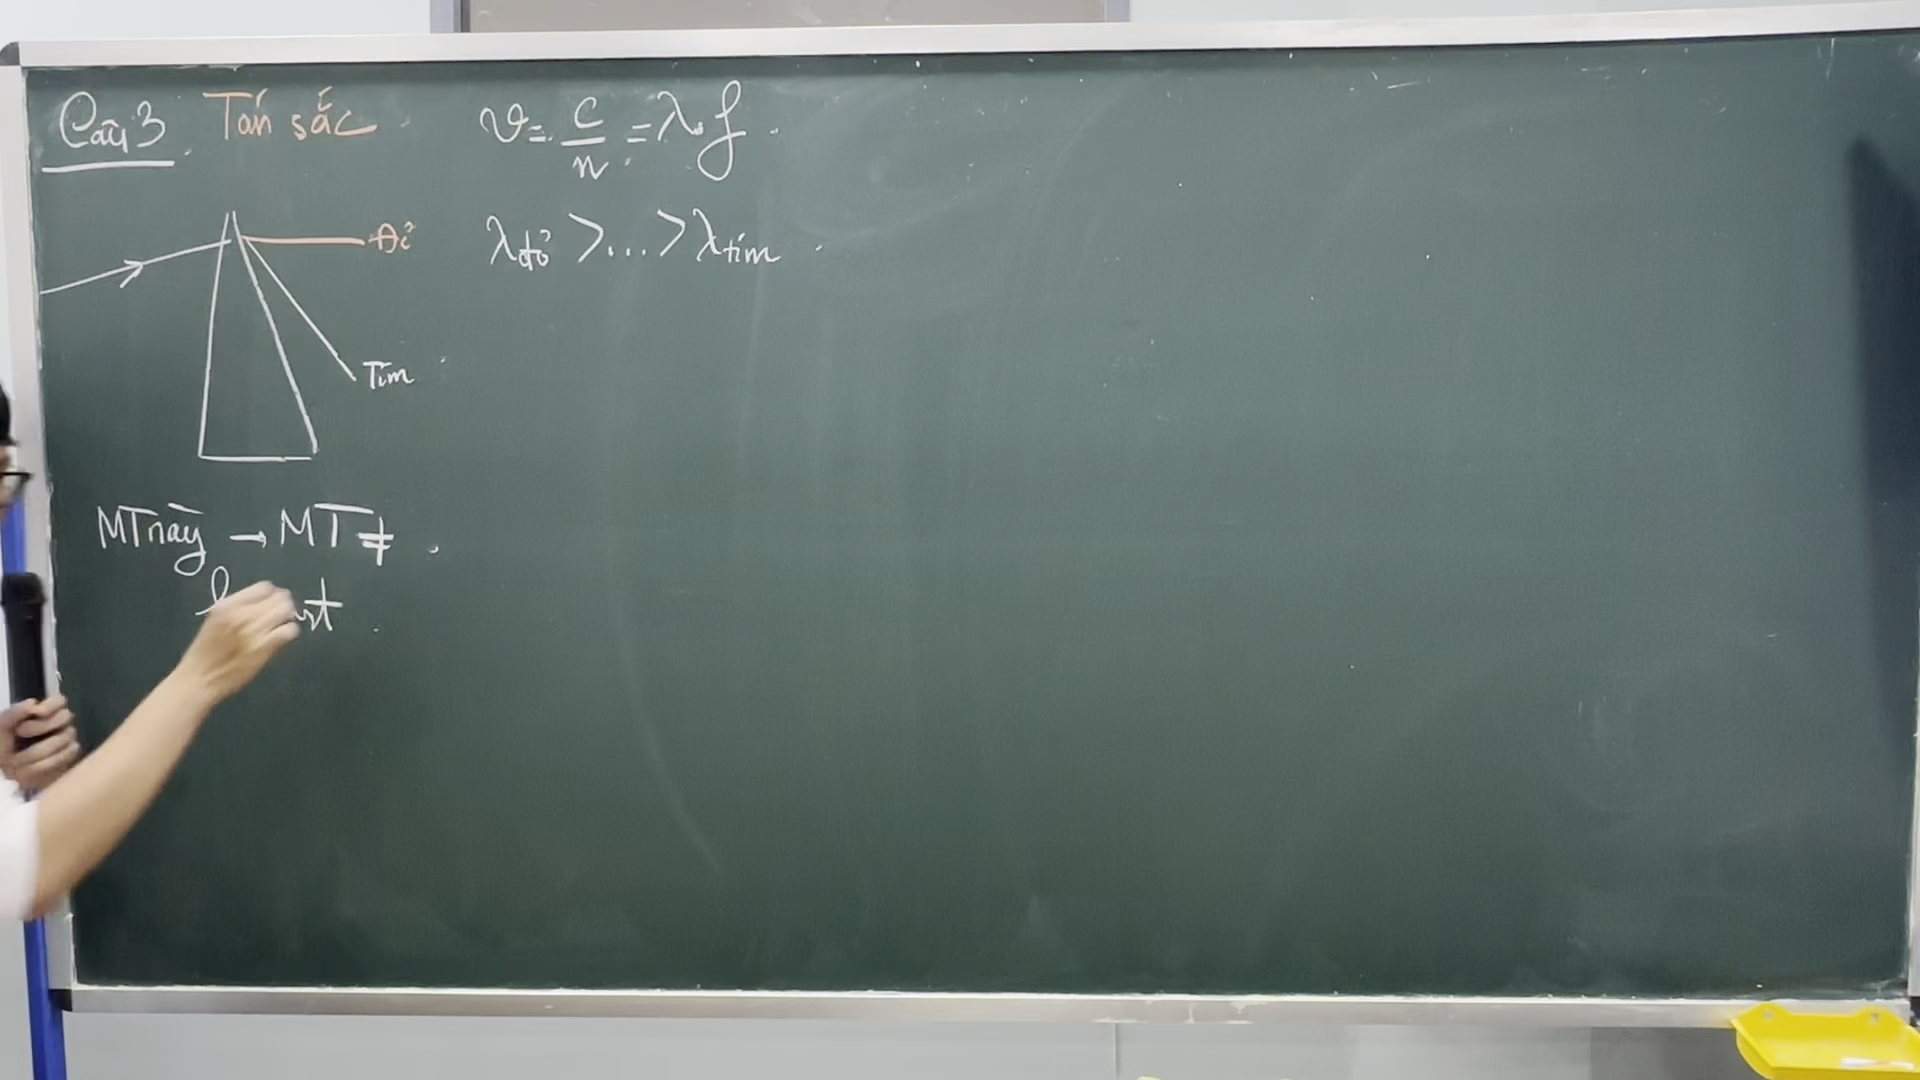 Câu 3. Tán sắc
v = c/n = λ.f
Đỏ
λđỏ > ... > λtím
Tím
MT này → MT ≠